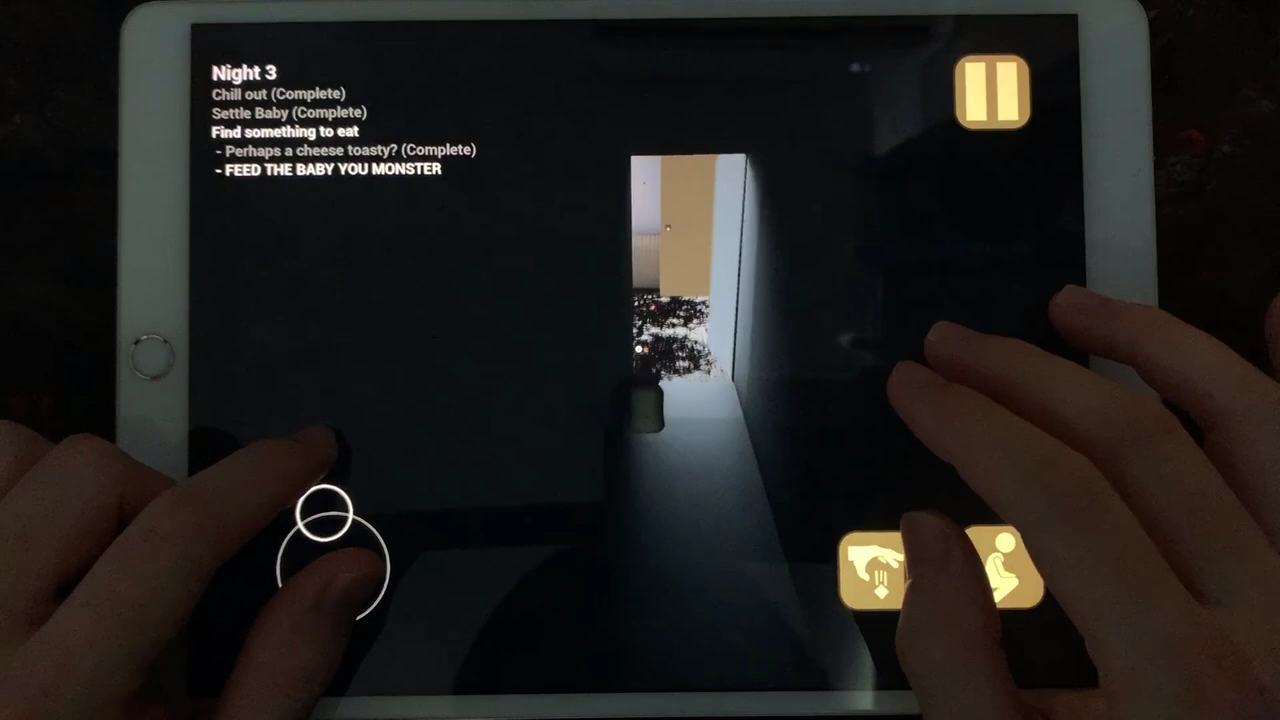 Night 3
Chill out (Complete)
Settle Baby (Complete)
Find something to eat
- Perhaps a cheese toasty? (Complete)
- FEED THE BABY YOU MONSTER